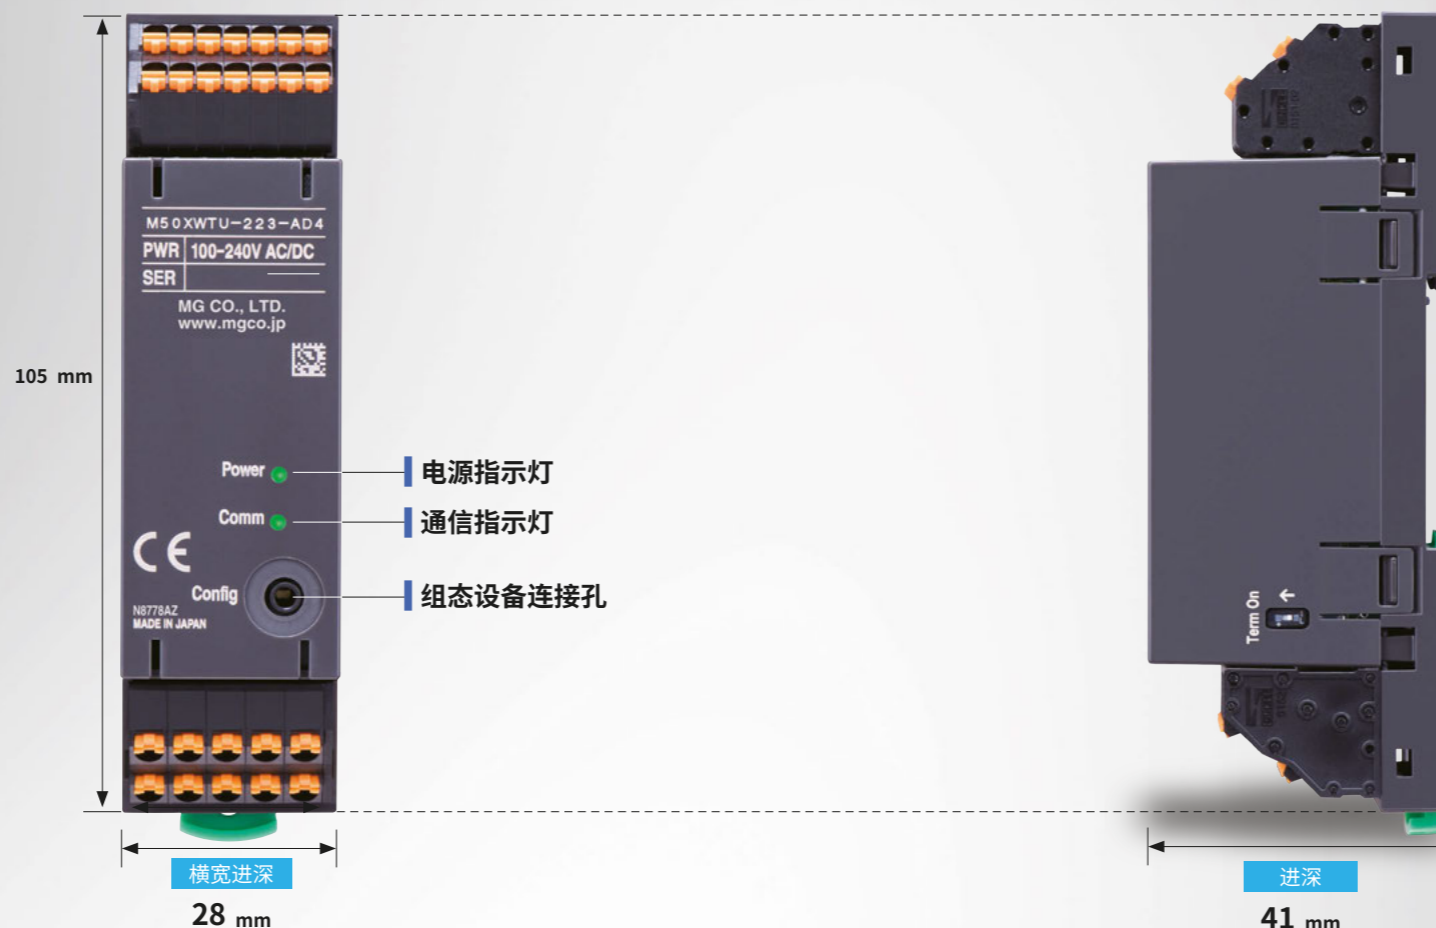 M50XWTU-223-AD4
PWR 100-240V AC/DC
SER
MG CO., LTD.
www.mgco.jp
105 mm
Power
电源指示灯
Comm
通信指示灯
CE
Config
组态设备连接孔
N8778AZ
MADE IN JAPAN
Term On
←
横宽进深
28 mm
进深
41 mm